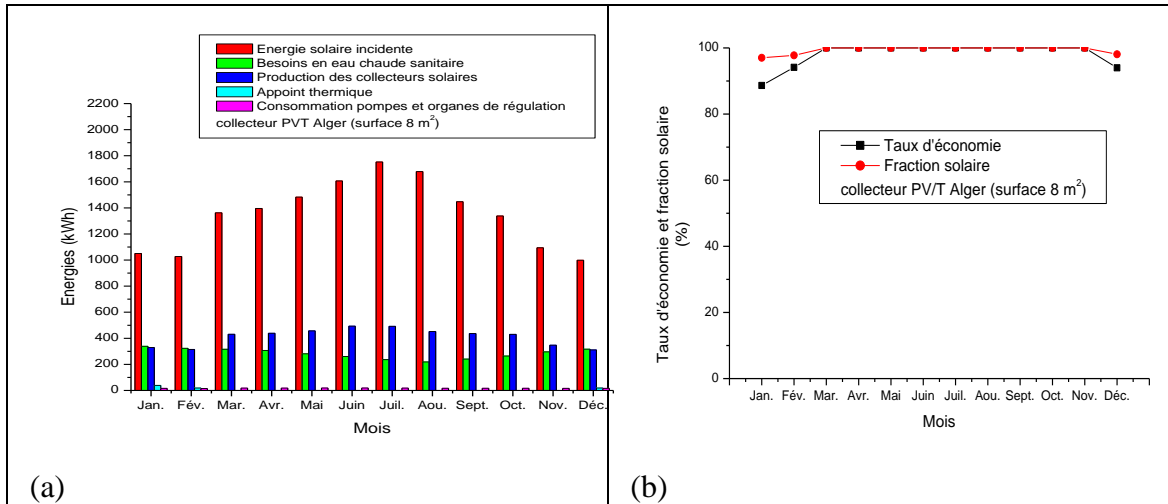 Energie solaire incidente
Besoins en eau chaude sanitaire
Production des collecteurs solaires
Appoint thermique
Consommation pompes et organes de régulation
collecteur PVT Alger (surface 8 m²)
2200
2000
1800
1600
1400
1200
1000
800
600
400
200
0
Energies (kWh)
Jan. Fév. Mar. Avr. Mai Juin Juil. Aou. Sept. Oct. Nov. Déc.
Mois
(a)
100
80
60
40
20
0
Taux d'économie et fraction solaire
(%)
Taux d'économie
Fraction solaire
collecteur PV/T Alger (surface 8 m²)
Jan. Fév. Mar. Avr. Mai Juin Juil. Aou. Sept. Oct. Nov. Déc.
Mois
(b)